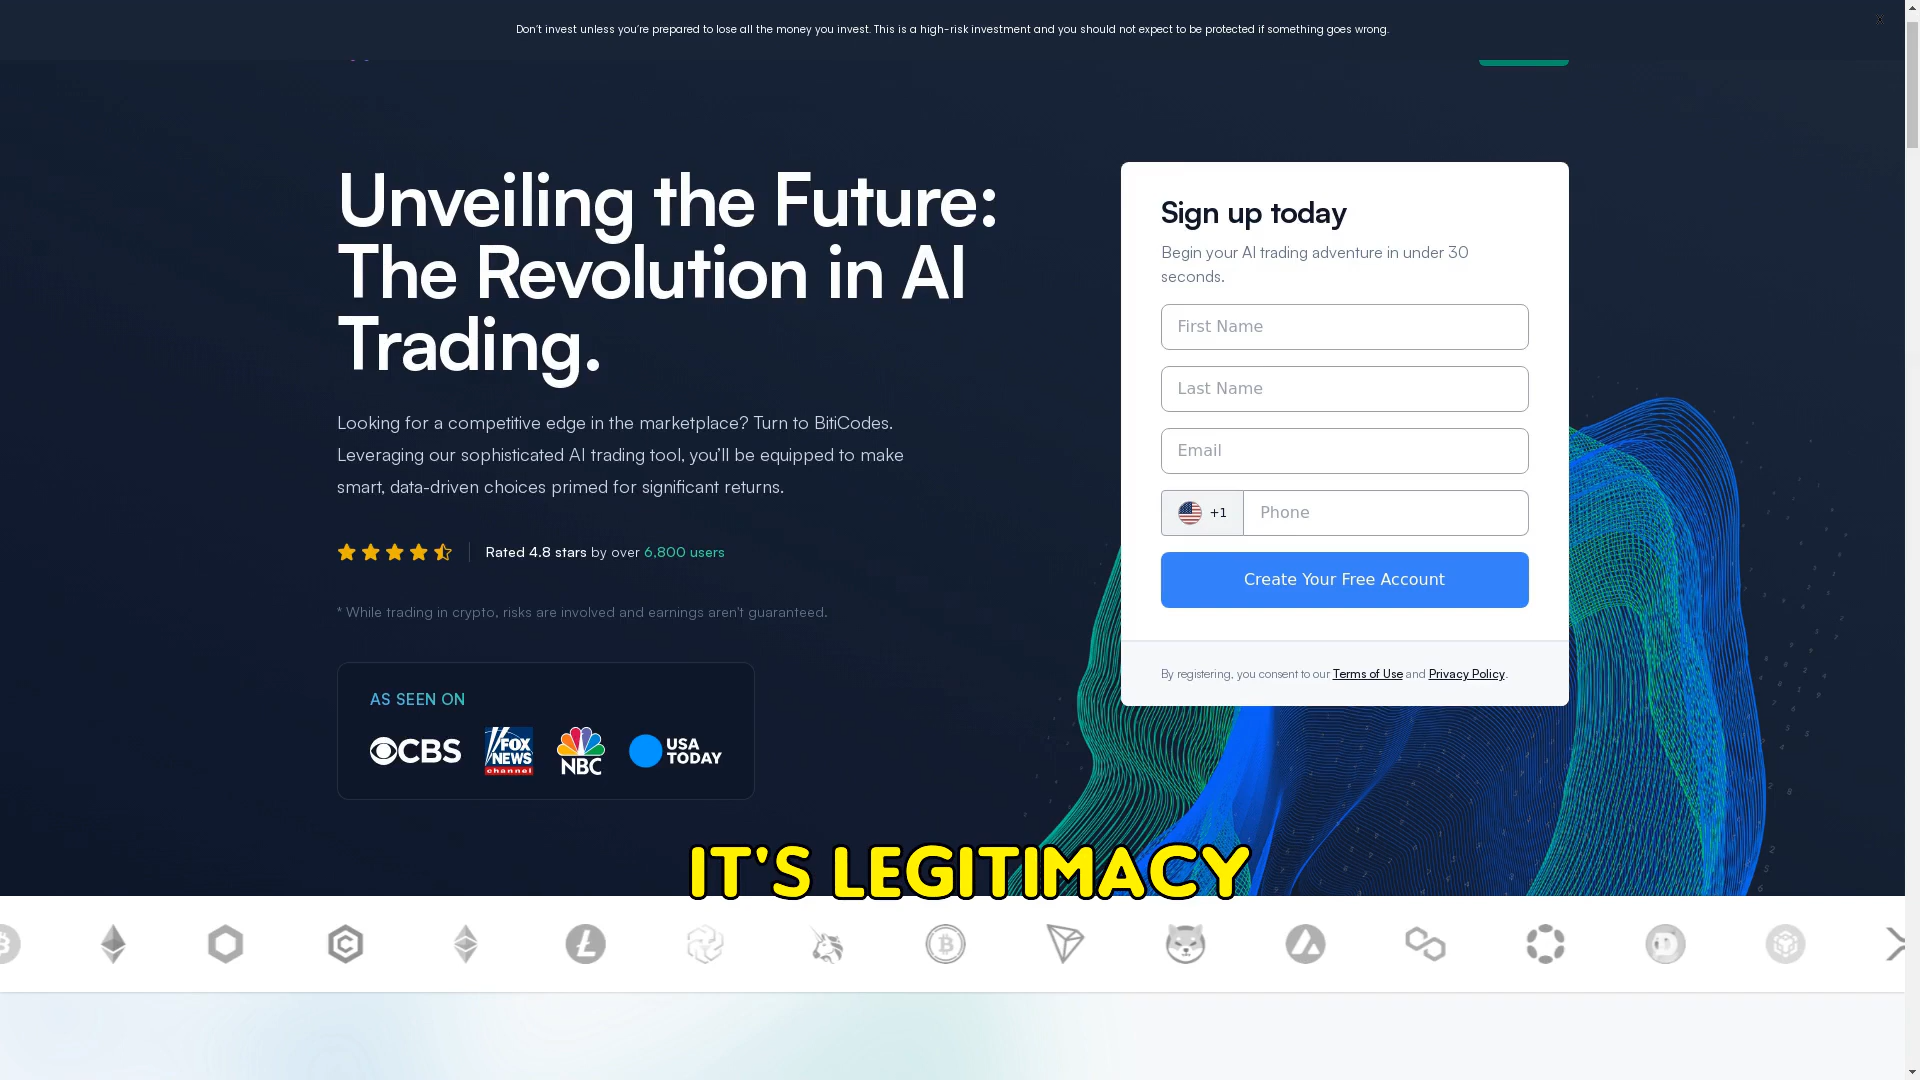 Don’t invest unless you’re prepared to lose all the money you invest. This is a high-risk investment and you should not expect to be protected if something goes wrong.
X
Unveiling the Future:
The Revolution in AI
Trading.
Looking for a competitive edge in the marketplace? Turn to BitiCodes.
Leveraging our sophisticated AI trading tool, you’ll be equipped to make
smart, data-driven choices primed for significant returns.
Rated 4.8 stars by over 6,800 users
* While trading in crypto, risks are involved and earnings aren't guaranteed.
AS SEEN ON
CBS
FOX
NEWS
channel
NBC
USA
TODAY
Sign up today
Begin your AI trading adventure in under 30
seconds.
First Name
Last Name
Email
+1
Phone
Create Your Free Account
By registering, you consent to our Terms of Use and Privacy Policy.
IT'S LEGITIMACY